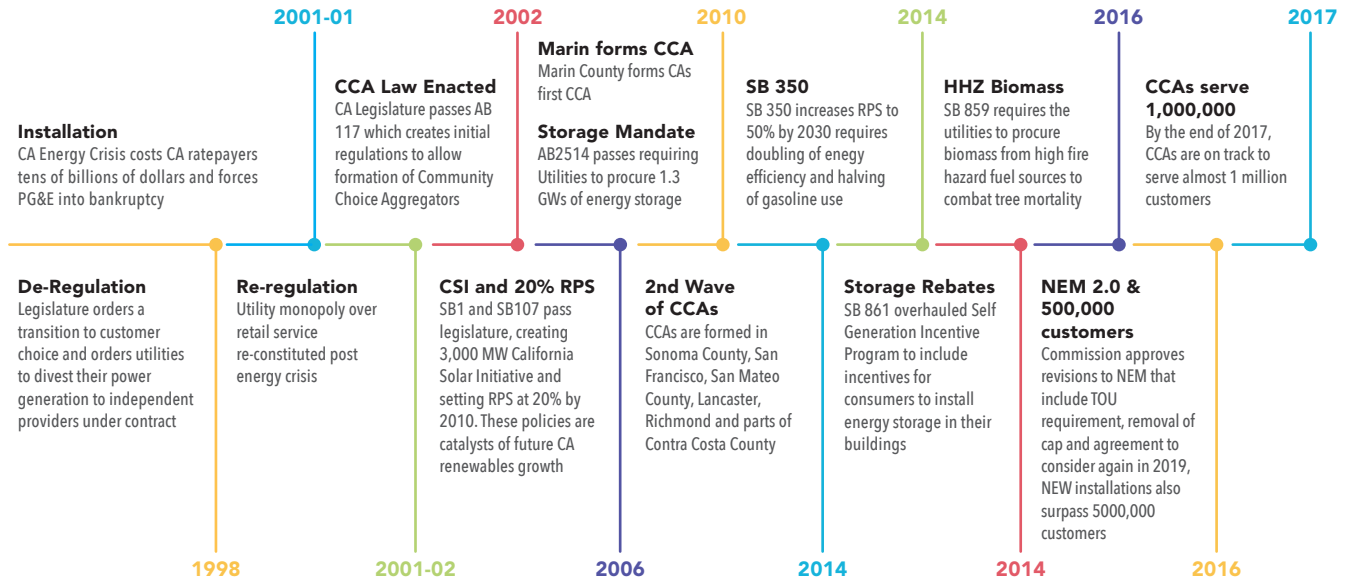 2001-01
2002
2010
2014
2016
2017
Installation
CA Energy Crisis costs CA ratepayers
tens of billions of dollars and forces
PG&E into bankruptcy
CCA Law Enacted
CA Legislature passes AB
117 which creates initial
regulations to allow
formation of Community
Choice Aggregators
Marin forms CCA
Marin County forms CAs
first CCA
Storage Mandate
AB2514 passes requiring
Utilities to procure 1.3
GWs of energy storage
SB 350
SB 350 increases RPS to
50% by 2030 requires
doubling of enegy
efficiency and halving
of gasoline use
HHZ Biomass
SB 859 requires the
utilities to procure
biomass from high fire
hazard fuel sources to
combat tree mortality
CCAs serve
1,000,000
By the end of 2017,
CCAs are on track to
serve almost 1 million
customers
De-Regulation
Legislature orders a
transition to customer
choice and orders utilities
to divest their power
generation to independent
providers under contract
Re-regulation
Utility monopoly over
retail service
re-constituted post
energy crisis
CSI and 20% RPS
SB1 and SB107 pass
legislature, creating
3,000 MW California
Solar Initiative and
setting RPS at 20% by
2010. These policies are
catalysts of future CA
renewables growth
2nd Wave
of CCAs
CCAs are formed in
Sonoma County, San
Francisco, San Mateo
County, Lancaster,
Richmond and parts of
Contra Costa County
Storage Rebates
SB 861 overhauled Self
Generation Incentive
Program to include
incentives for
consumers to install
energy storage in their
buildings
NEM 2.0 &
500,000
customers
Commission approves
revisions to NEM that
include TOU
requirement, removal of
cap and agreement to
consider again in 2019,
NEW installations also
surpass 5000,000
customers
1998
2001-02
2006
2014
2014
2016